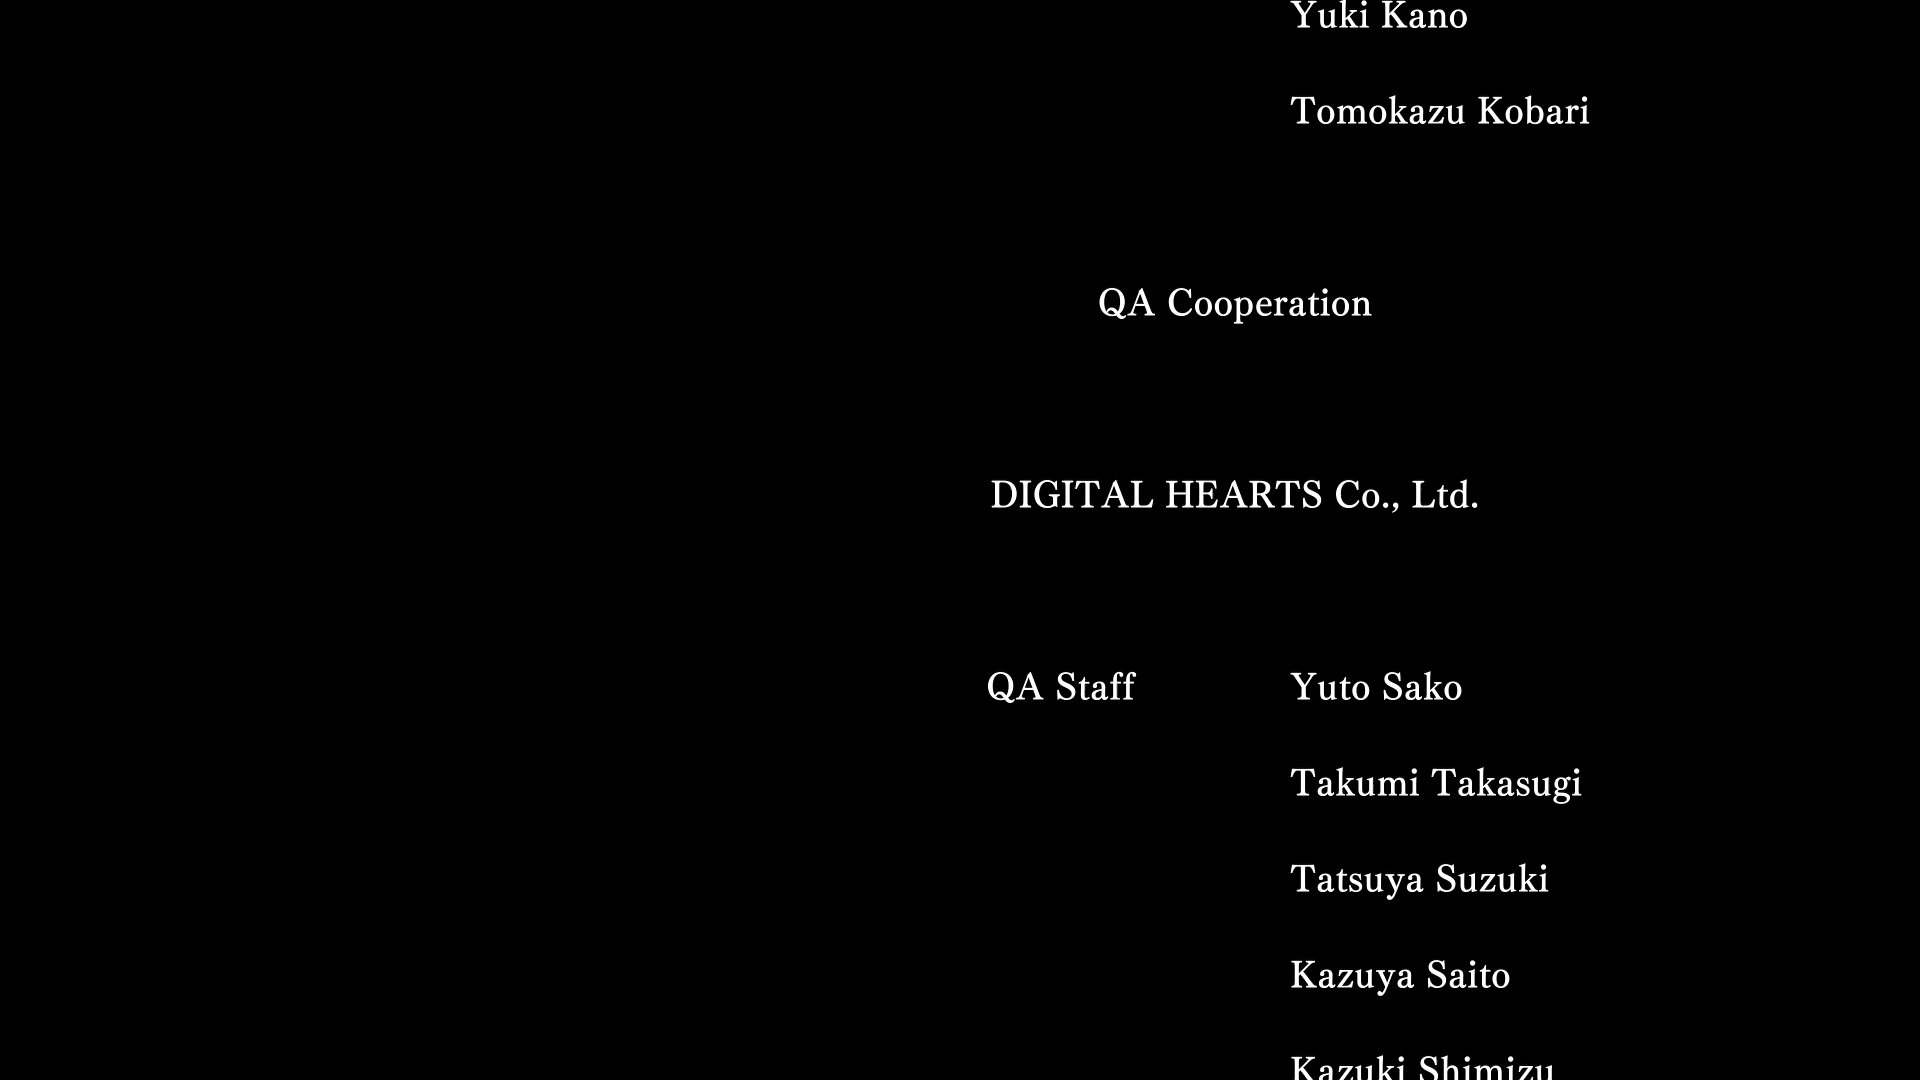 Yuki Kano
Tomokazu Kobari
QA Cooperation
DIGITAL HEARTS Co., Ltd.
QA Staff Yuto Sako
Takumi Takasugi
Tatsuya Suzuki
Kazuya Saito
Kazuki Shimizu